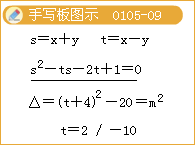 手写板图示 0105-09
s=x+y t=x-y
s²-ts-2t+1=0
△=(t+4)²-20=m²
t=2 / -10